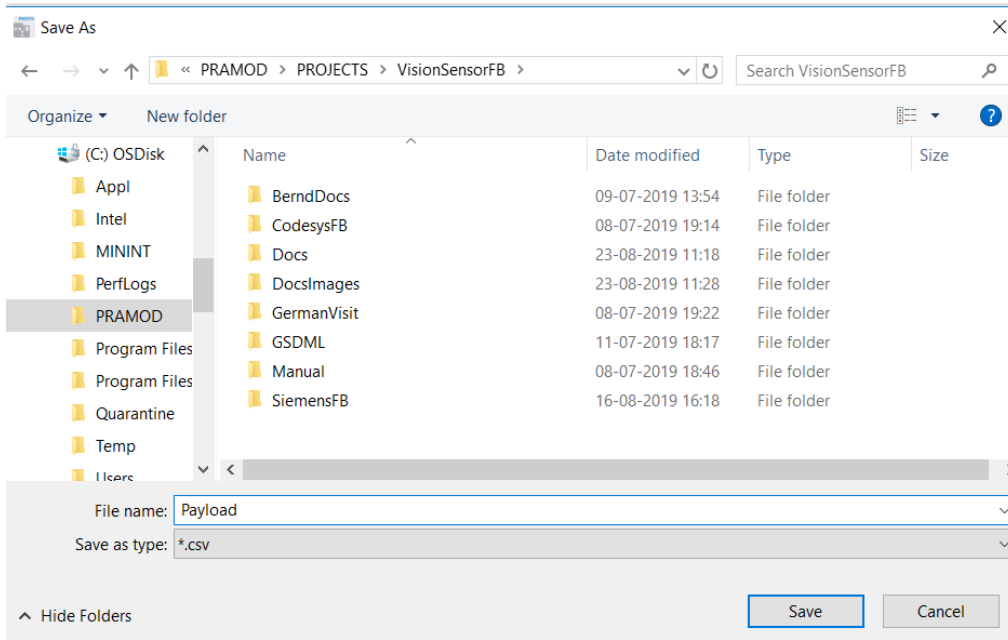 Save As
« PRAMOD > PROJECTS > VisionSensorFB >
Search VisionSensorFB
Organize
New folder
?
(C:) OSDisk
Appl
Intel
MININT
PerfLogs
PRAMOD
Program Files
Program Files
Quarantine
Temp
Users
Name Date modified Type Size
BerndDocs 09-07-2019 13:54 File folder
CodesysFB 08-07-2019 19:14 File folder
Docs 23-08-2019 11:18 File folder
DocsImages 23-08-2019 11:28 File folder
GermanVisit 08-07-2019 19:22 File folder
GSDML 11-07-2019 18:17 File folder
Manual 08-07-2019 18:46 File folder
SiemensFB 16-08-2019 16:18 File folder
File name: Payload
Save as type: *.csv
Hide Folders
Save
Cancel